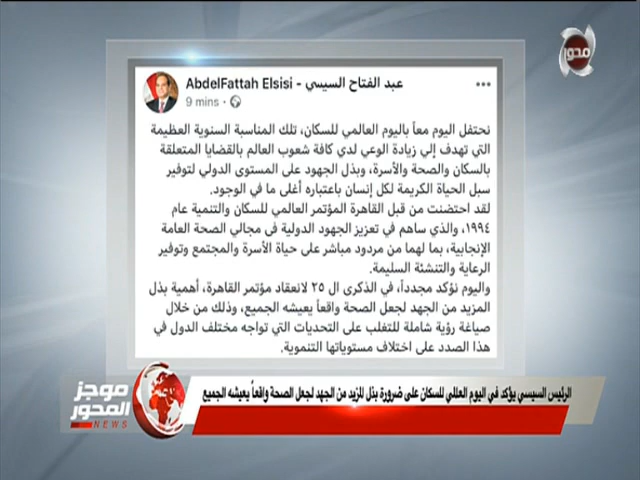 محور
AbdelFattah Elsisi - عبد الفتاح السيسي
9 mins
نحتفل اليوم معاً باليوم العالمي للسكان، تلك المناسبة السنوية العظيمة
التي تهدف إلي زيادة الوعي لدي كافة شعوب العالم بالقضايا المتعلقة
بالسكان والصحة والأسرة، وبذل الجهود على المستوى الدولي لتوفير
سبل الحياة الكريمة لكل إنسان باعتباره أغلى ما في الوجود.
لقد احتضنت من قبل القاهرة المؤتمر العالمي للسكان والتنمية عام
١٩٩٤، والذي ساهم في تعزيز الجهود الدولية فى مجالي الصحة العامة
الإنجابية، بما لهما من مردود مباشر على حياة الأسرة والمجتمع وتوفير
الرعاية والتنشئة السليمة.
واليوم نؤكد مجدداً، في الذكرى ال ٢٥ لانعقاد مؤتمر القاهرة، أهمية بذل
المزيد من الجهد لجعل الصحة واقعاً يعيشه الجميع، وذلك من خلال
صياغة رؤية شاملة للتغلب على التحديات التي تواجه مختلف الدول في
هذا الصدد على اختلاف مستوياتها التنموية.
الرئيس السيسي يؤكد في اليوم العالمي للسكان على ضرورة بذل المزيد من الجهد لجعل الصحة واقعاً يعيشه الجميع
موجز
المحور
NEWS